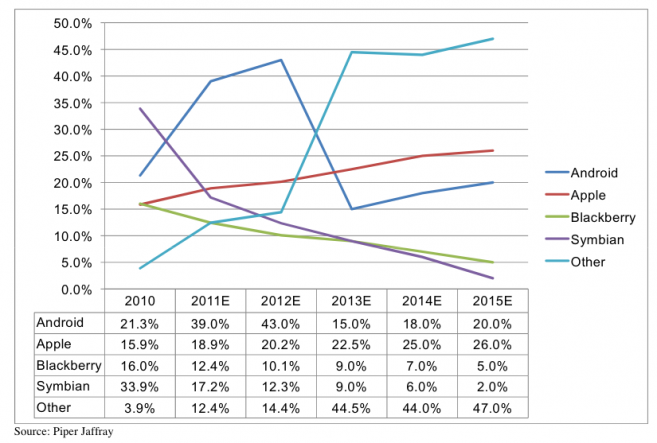 50.0%
45.0%
40.0%
35.0%
30.0%
25.0%
20.0%
15.0%
10.0%
5.0%
0.0%
Android
Apple
Blackberry
Symbian
Other
2010 2011E 2012E 2013E 2014E 2015E
Android 21.3% 39.0% 43.0% 15.0% 18.0% 20.0%
Apple 15.9% 18.9% 20.2% 22.5% 25.0% 26.0%
Blackberry 16.0% 12.4% 10.1% 9.0% 7.0% 5.0%
Symbian 33.9% 17.2% 12.3% 9.0% 6.0% 2.0%
Other 3.9% 12.4% 14.4% 44.5% 44.0% 47.0%
Source: Piper Jaffray